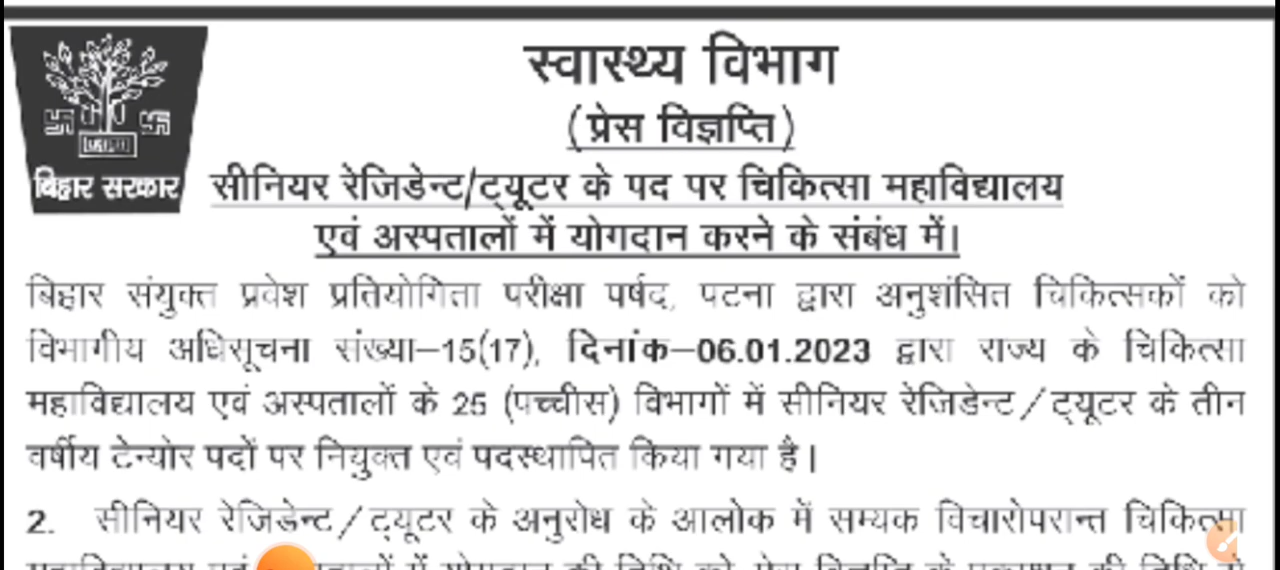 स्वास्थ्य विभाग
(प्रेस विज्ञप्ति)
बिहार सरकार
सीनियर रेजिडेन्ट/ट्यूटर के पद पर चिकित्सा महाविद्यालय
एवं अस्पतालों में योगदान करने के संबंध में।
बिहार संयुक्त प्रवेश प्रतियोगिता परीक्षा पर्षद, पटना द्वारा अनुशंसित चिकित्सकों को
विभागीय अधिसूचना संख्या–15(17), दिनांक–06.01.2023 द्वारा राज्य के चिकित्सा
महाविद्यालय एवं अस्पतालों के 25 (पच्चीस) विभागों में सीनियर रेजिडेन्ट/ट्यूटर के तीन
वर्षीय टेन्योर पदों पर नियुक्त एवं पदस्थापित किया गया है।
2. सीनियर रेजिडेन्ट/ट्यूटर के अनुरोध के आलोक में सम्यक विचारोपरान्त चिकित्सा